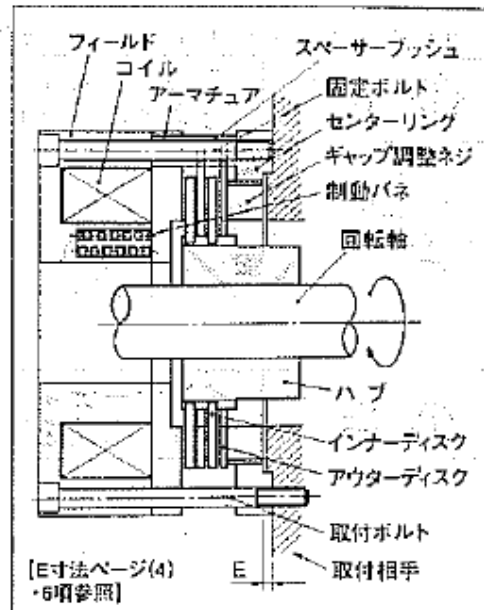 フィールド
コイル
アーマチュア
スペーサーブッシュ
固定ボルト
センターリング
ギャップ調整ネジ
制動バネ
回転軸
ハブ
インナーディスク
アウターディスク
取付ボルト
取付相手
E
【E寸法ページ(4)
・6項参照】